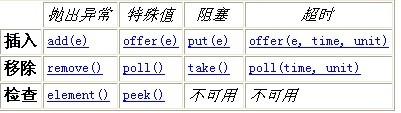 抛出异常 特殊值 阻塞 超时
插入 add(e) offer(e) put(e) offer(e, time, unit)
移除 remove() poll() take() poll(time, unit)
检查 element() peek() 不可用 不可用